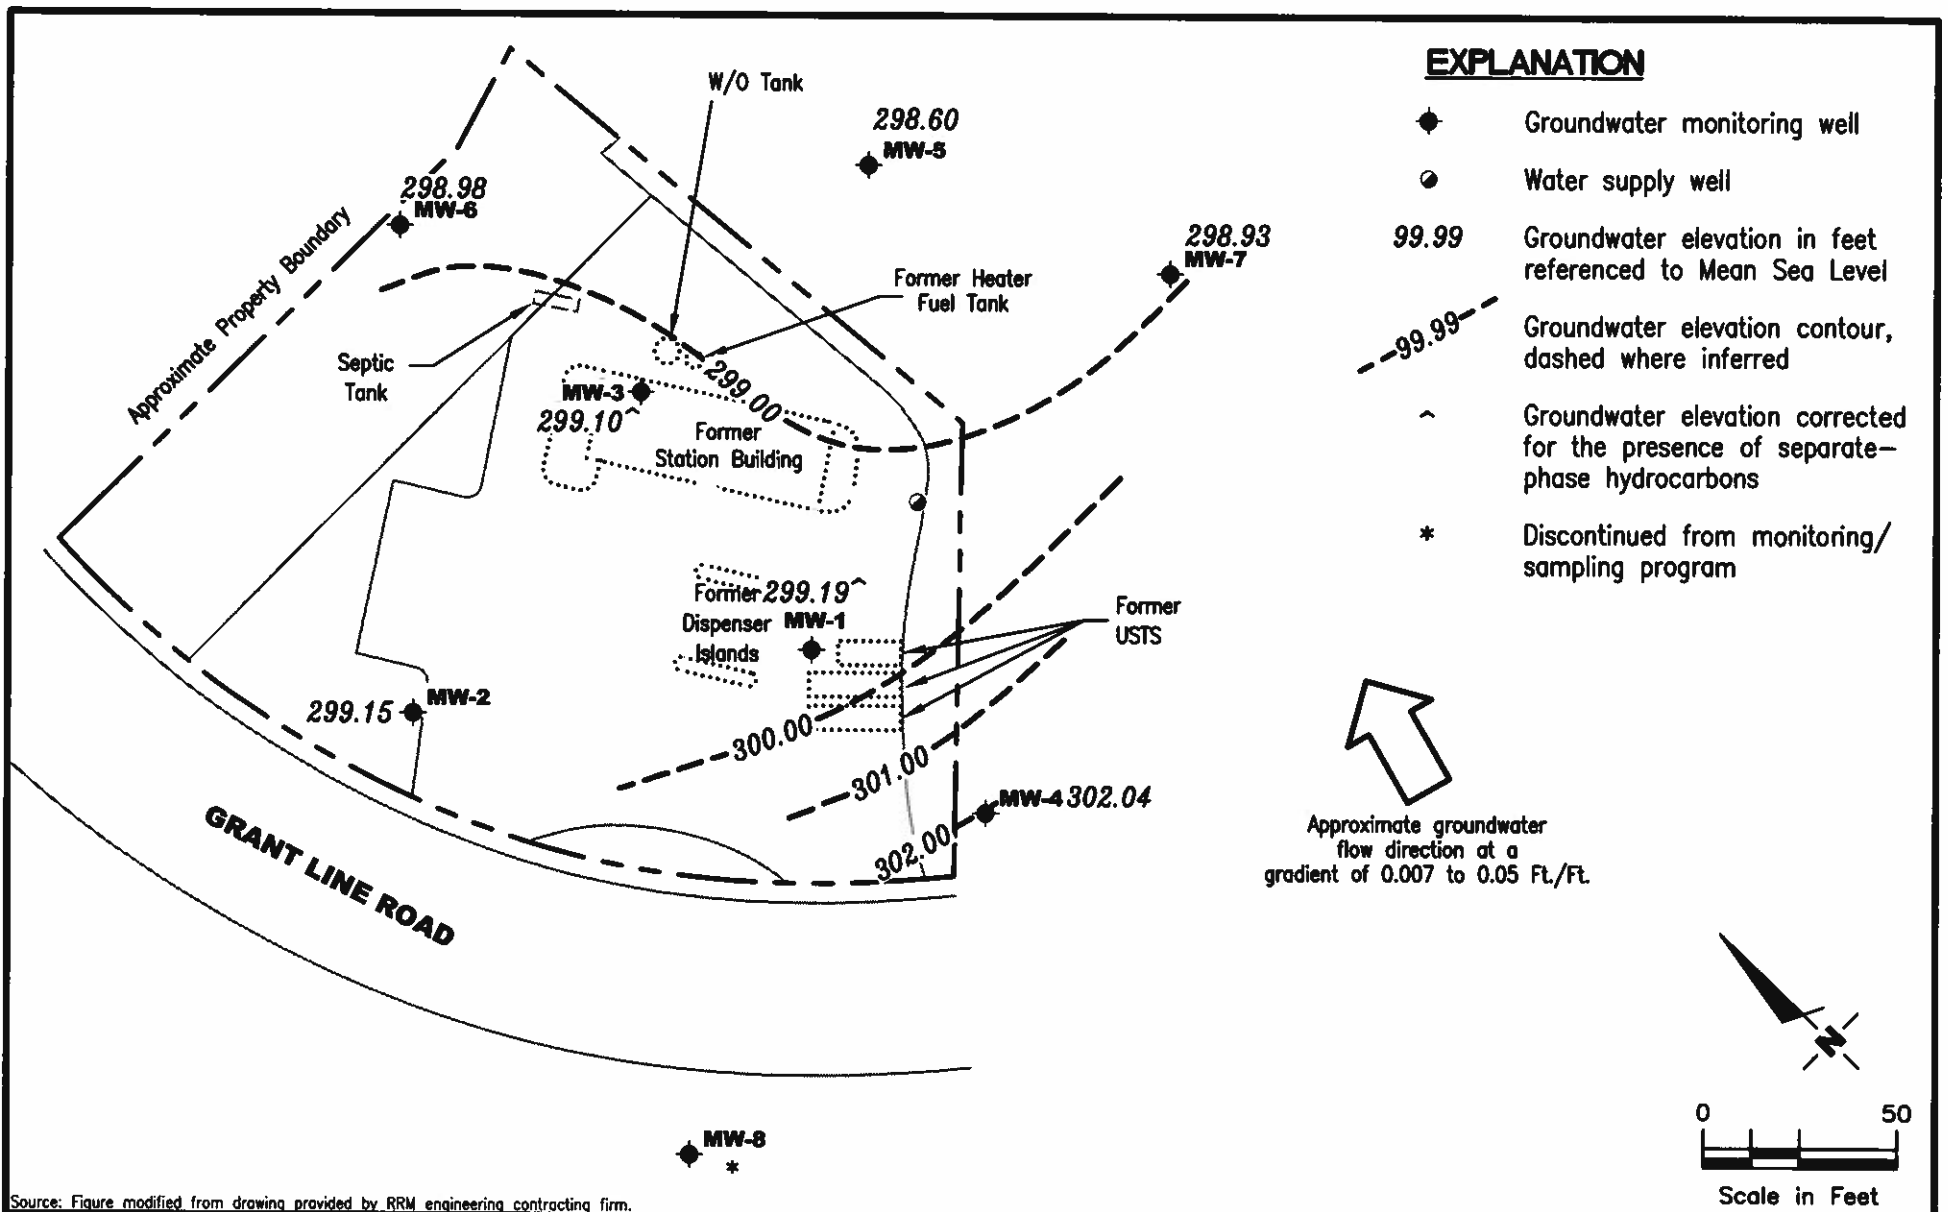 EXPLANATION
Groundwater monitoring well
Water supply well
99.99
Groundwater elevation in feet
referenced to Mean Sea Level
99.99
Groundwater elevation contour,
dashed where inferred
^
Groundwater elevation corrected
for the presence of separate-
phase hydrocarbons
*
Discontinued from monitoring/
sampling program
W/O Tank
298.60
MW-5
298.98
MW-6
298.93
MW-7
Approximate Property Boundary
Former Heater
Fuel Tank
Septic
Tank
MW-3
299.10^
299.00
Former
Station Building
Former
Dispenser
Islands
299.19^
MW-1
Former
USTS
299.15
MW-2
300.00
301.00
302.00
MW-4 302.04
GRANT LINE ROAD
Approximate groundwater
flow direction at a
gradient of 0.007 to 0.05 Ft./Ft.
N
0 50
Scale in Feet
MW-8
*
Source: Figure modified from drawing provided by RRM engineering contracting firm.